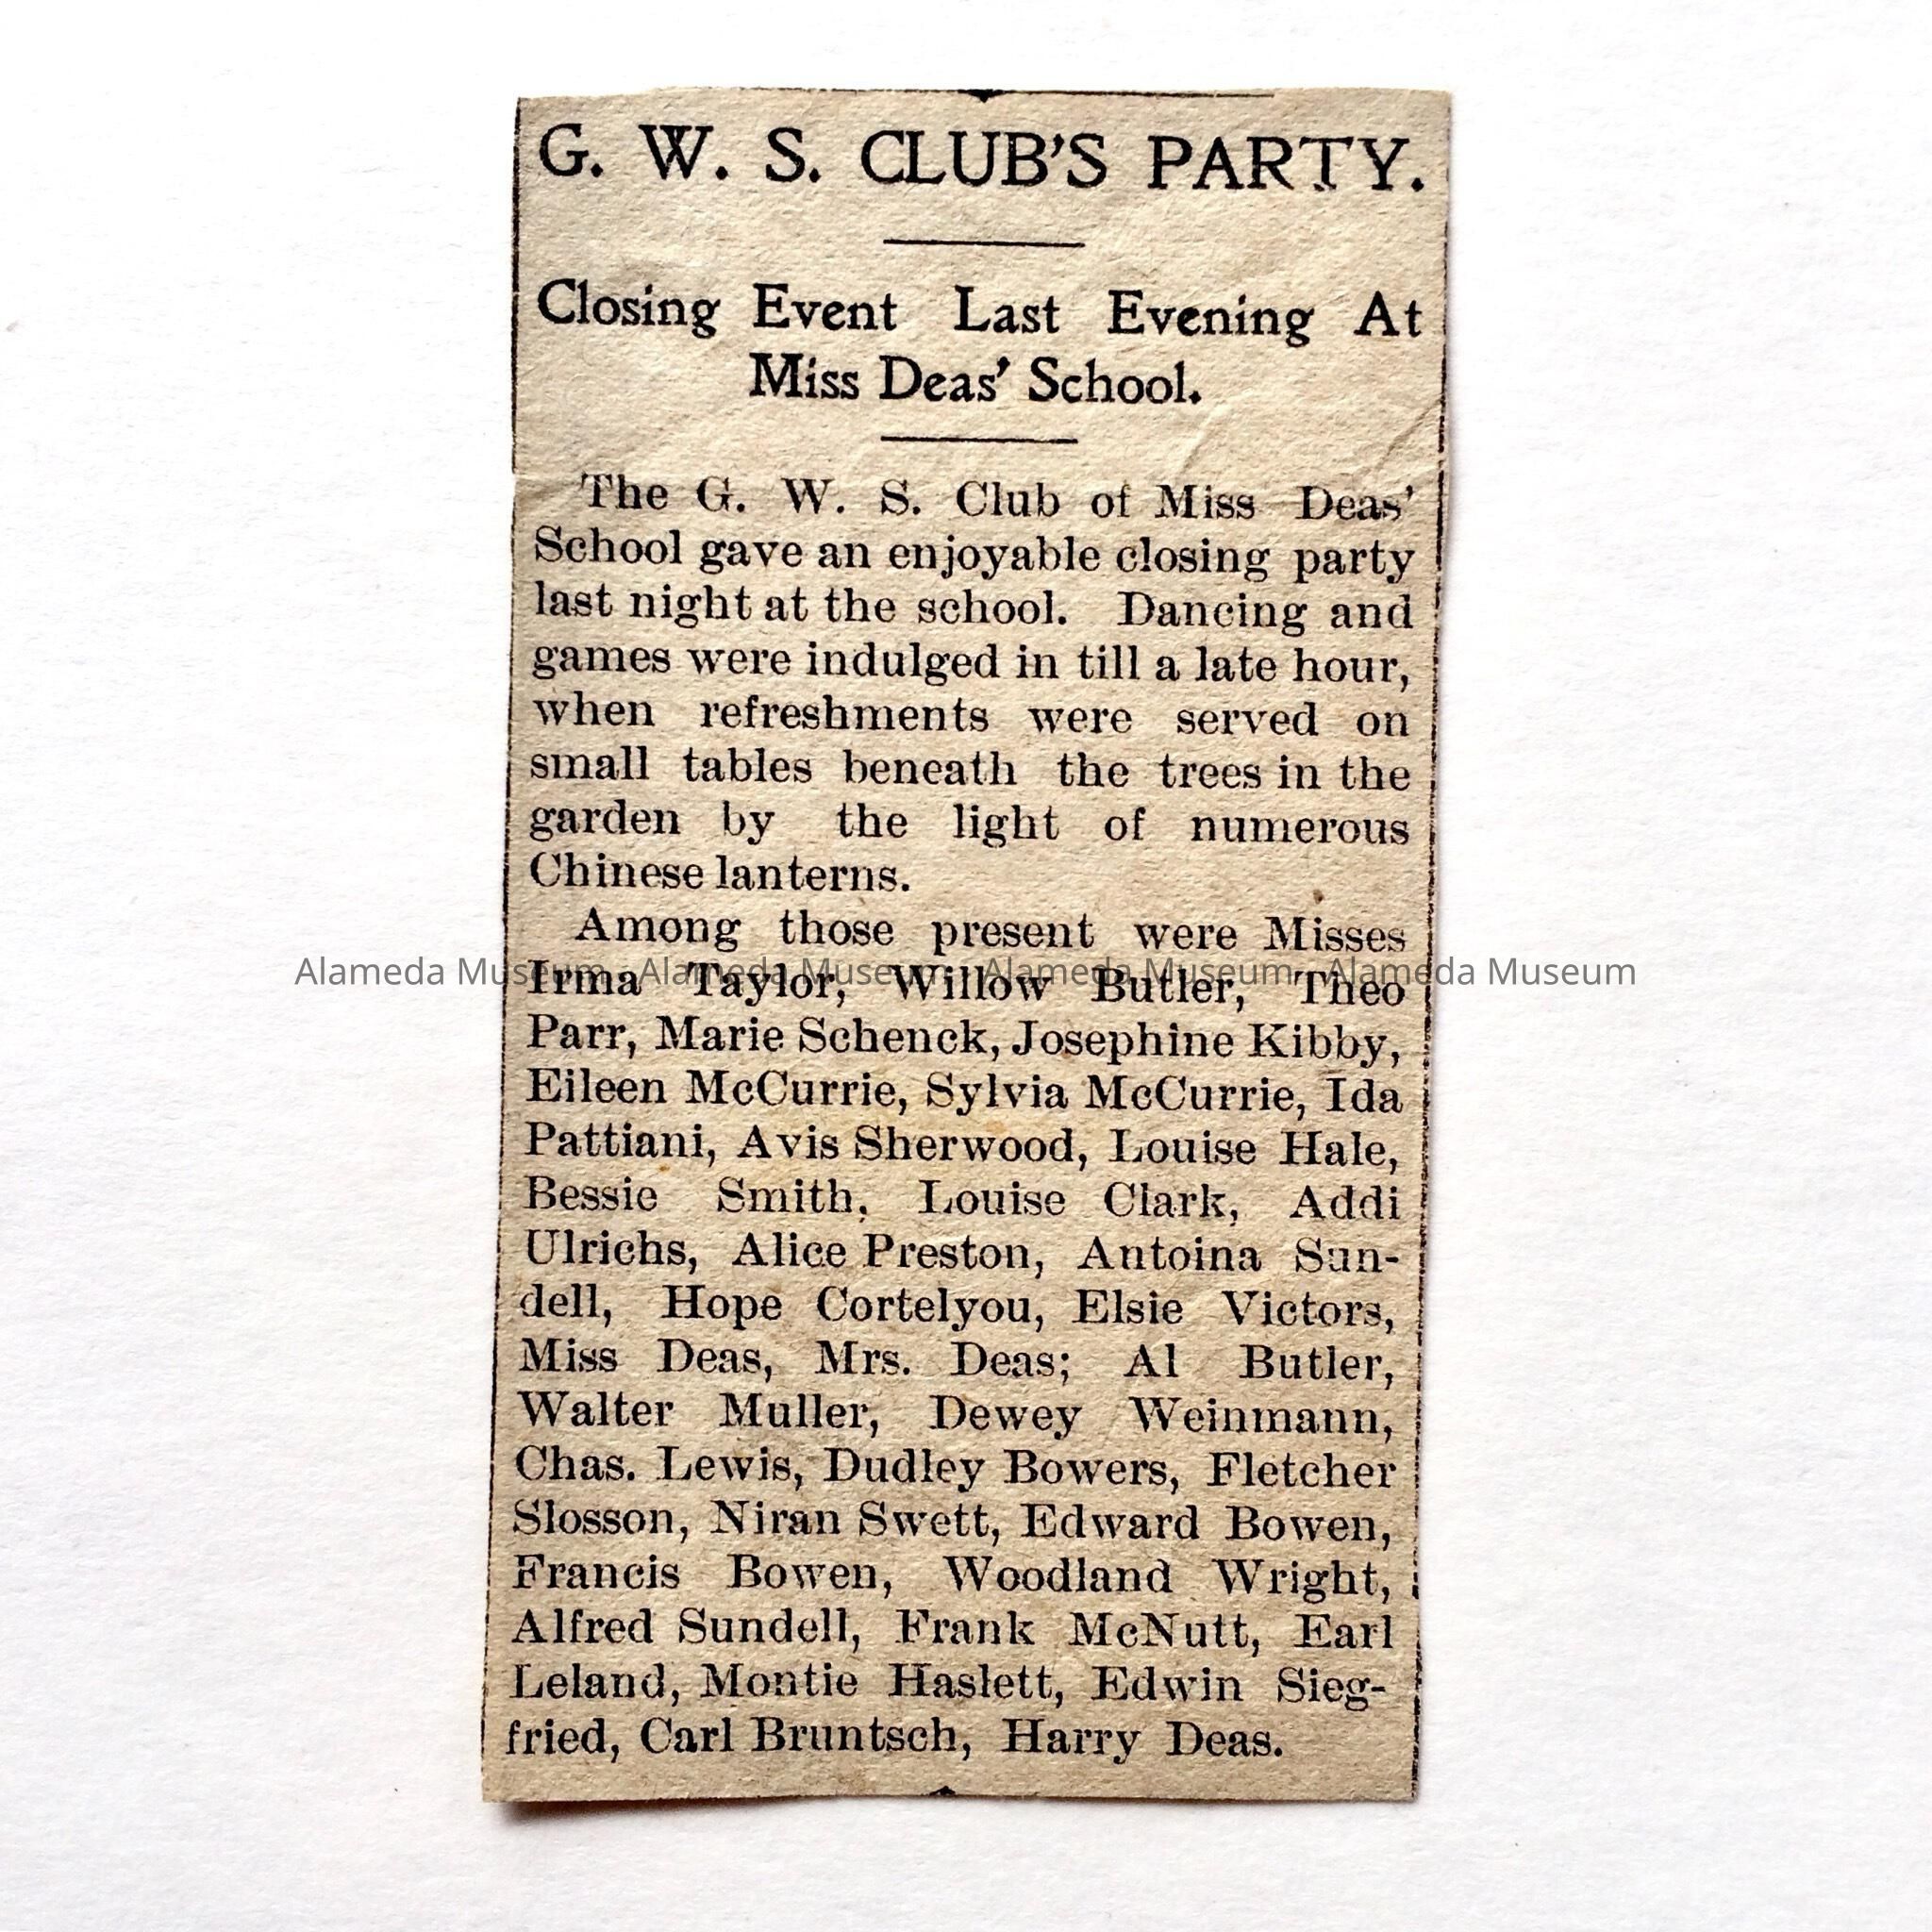 G. W. S. CLUB'S PARTY.
Closing Event Last Evening At
Miss Deas' School.
The G. W. S. Club of Miss Deas'
School gave an enjoyable closing party
last night at the school. Dancing and
games were indulged in till a late hour,
when refreshments were served on
small tables beneath the trees in the
garden by the light of numerous
Chinese lanterns.
Among those present were Misses
Alameda Museum Alameda Museum Alameda Museum Alameda Museum
Irma Taylor, Willow Butler, Theo
Parr, Marie Schenck, Josephine Kibby,
Eileen McCurrie, Sylvia McCurrie, Ida
Pattiani, Avis Sherwood, Louise Hale,
Bessie Smith, Louise Clark, Addi
Ulrichs, Alice Preston, Antoina Sun-
dell, Hope Cortelyou, Elsie Victors,
Miss Deas, Mrs. Deas; Al Butler,
Walter Muller, Dewey Weinmann,
Chas. Lewis, Dudley Bowers, Fletcher
Slosson, Niran Swett, Edward Bowen,
Francis Bowen, Woodland Wright,
Alfred Sundell, Frank McNutt, Earl
Leland, Montie Haslett, Edwin Sieg-
fried, Carl Bruntsch, Harry Deas.